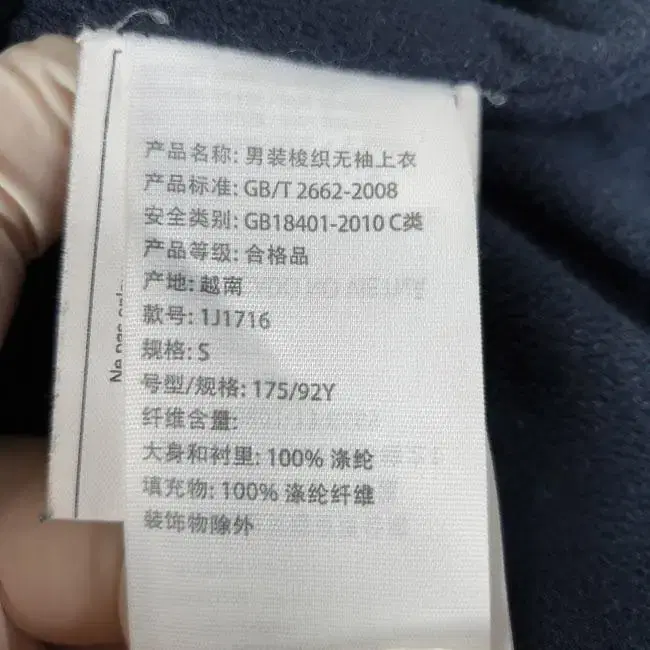 产品名称: 男装梭织无袖上衣
产品标准: GB/T 2662-2008
安全类别: GB18401-2010 C类
产品等级: 合格品
产地: 越南
款号: 1J1716
规格: S
号型/规格: 175/92Y
纤维含量:
大身和衬里: 100% 涤纶
填充物: 100% 涤纶纤维
装饰物除外
Ne pas